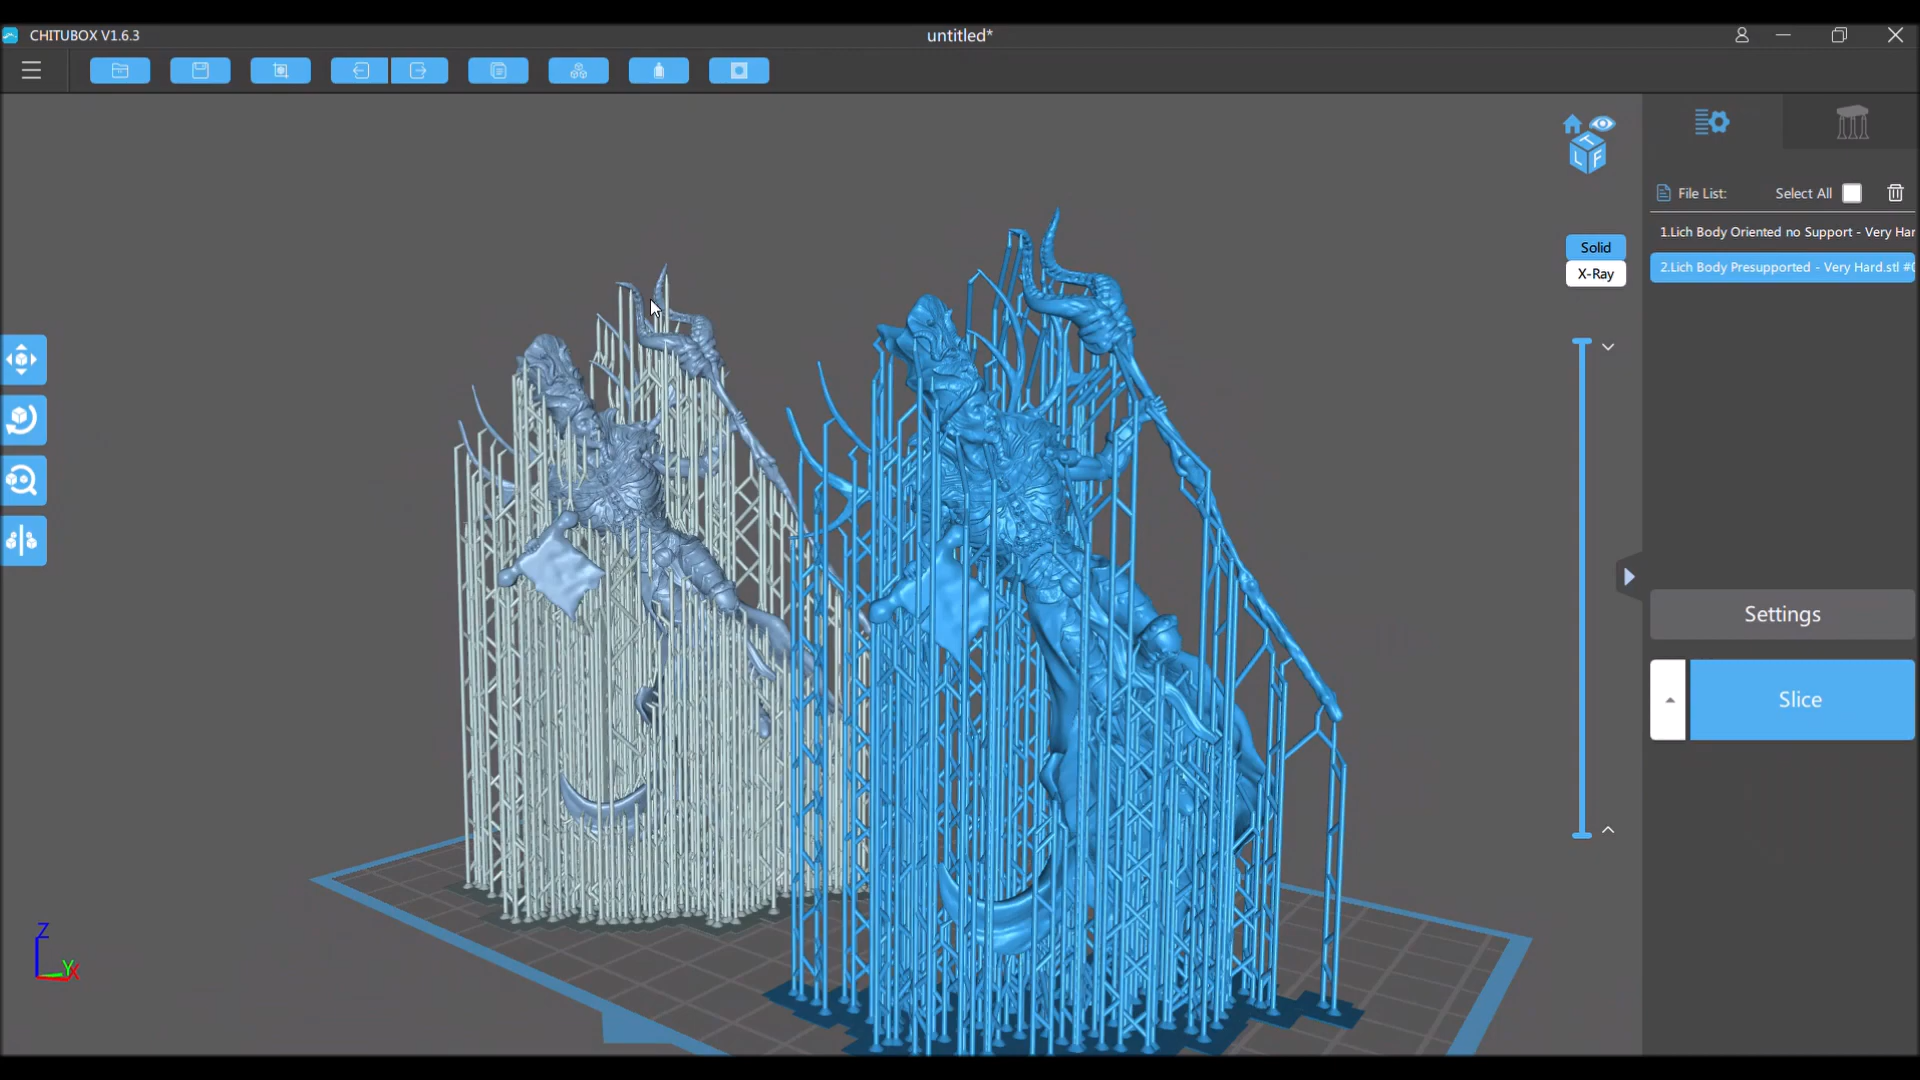 CHITUBOX V1.6.3
untitled*
T
L F
File List:
Select All
1.Lich Body Oriented no Support - Very Har
2.Lich Body Presupported - Very Hard.stl #0
Solid
X-Ray
Settings
Slice
Z
Y X